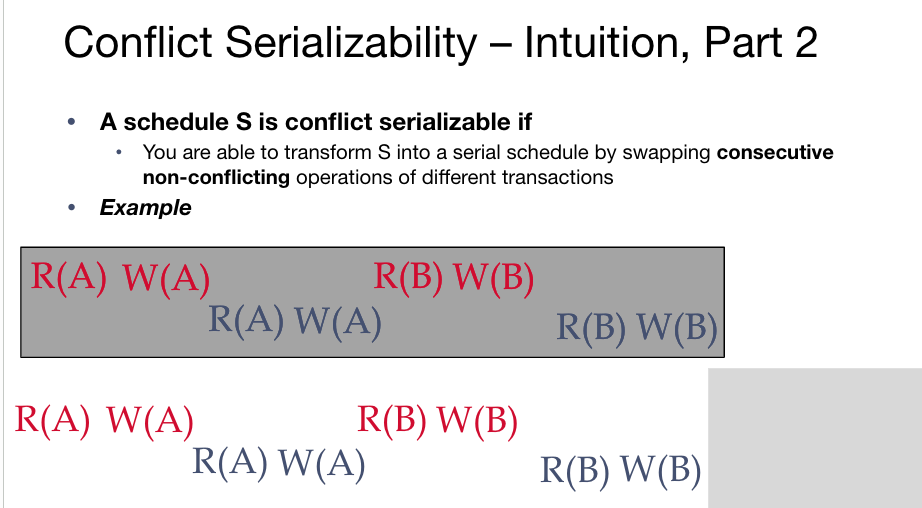 Conflict Serializability – Intuition, Part 2
• A schedule S is conflict serializable if
• You are able to transform S into a serial schedule by swapping consecutive
non-conflicting operations of different transactions
• Example
R(A) W(A) R(B) W(B)
R(A) W(A) R(B) W(B)
R(A) W(A) R(B) W(B)
R(A) W(A) R(B) W(B)